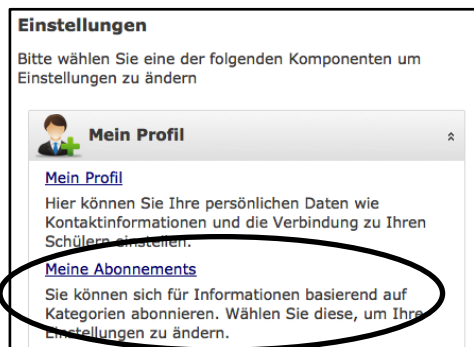 Einstellungen
Bitte wählen Sie eine der folgenden Komponenten um
Einstellungen zu ändern
Mein Profil
Mein Profil
Hier können Sie Ihre persönlichen Daten wie
Kontaktinformationen und die Verbindung zu Ihren
Schülern einstellen.
Meine Abonnements
Sie können sich für Informationen basierend auf
Kategorien abonnieren. Wählen Sie diese, um Ihre
Einstellungen zu ändern.